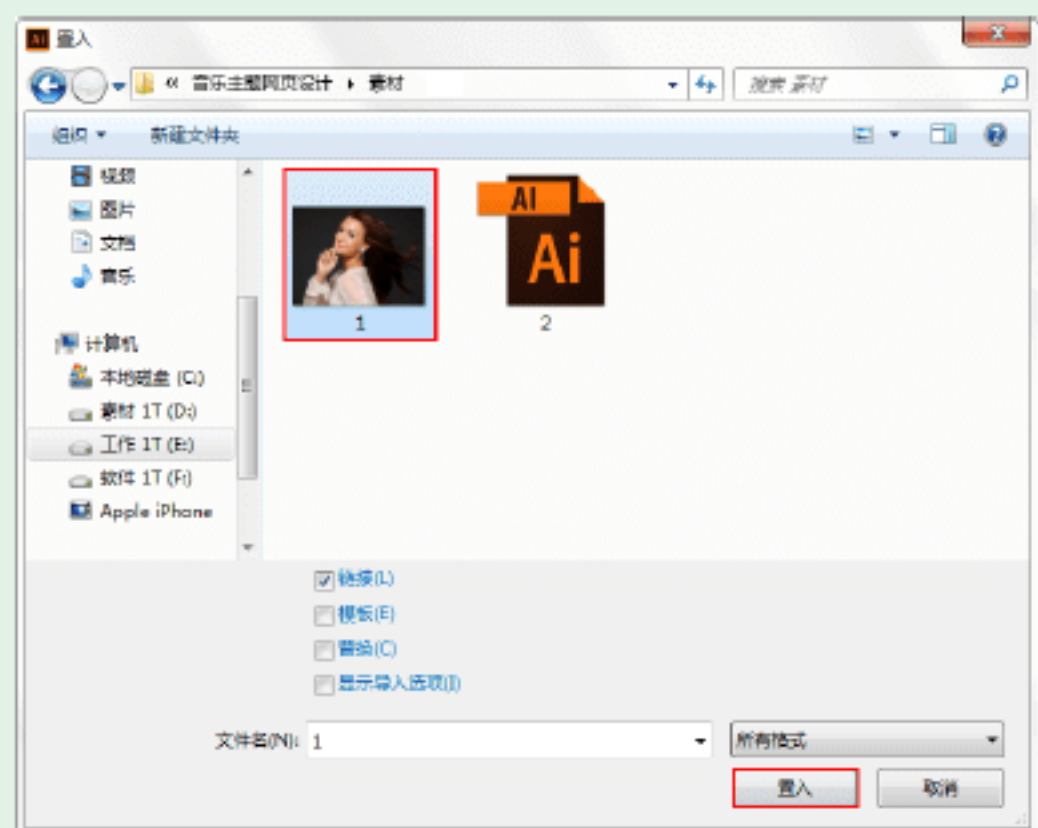 置入
« 音乐主题网页设计 ▸ 素材
搜索 素材
组织 新建文件夹
视频
图片
文档
音乐
计算机
本地磁盘 (C:)
素材 1T (D:)
工作 1T (E:)
软件 1T (F:)
Apple iPhone
AI
Ai
1
2
链接(L)
模板(E)
替换(C)
显示导入选项(I)
文件名(N): 1
所有格式
置入
取消